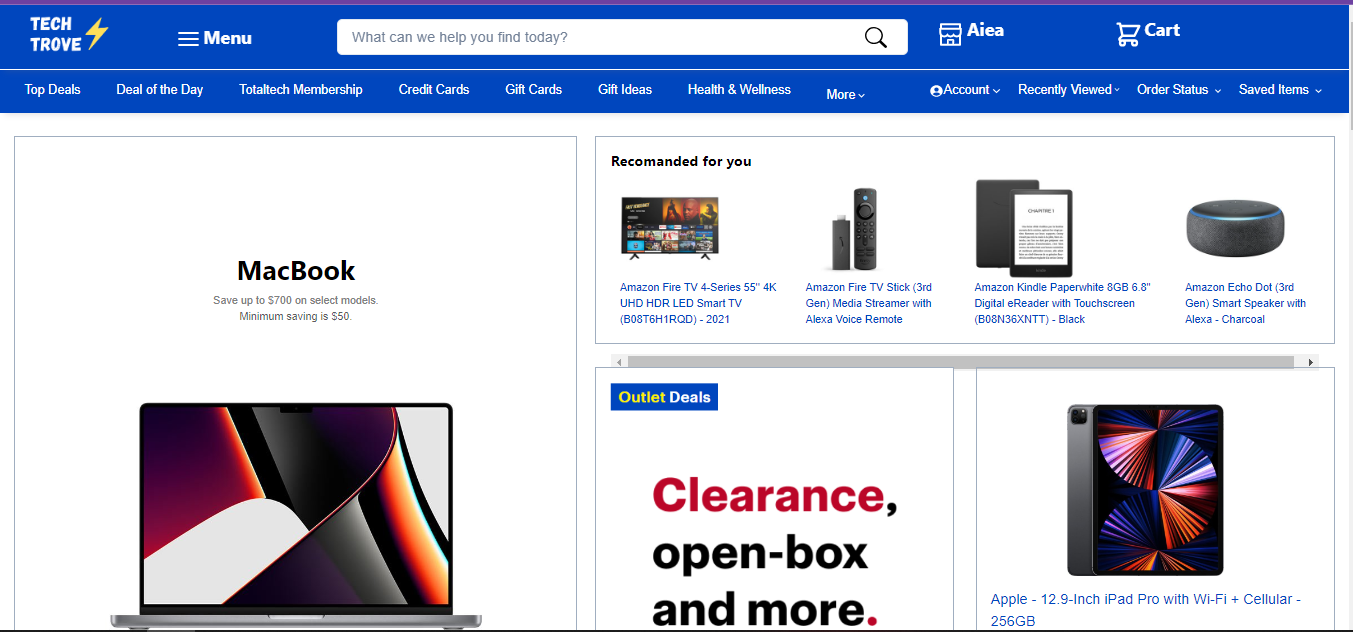 TECH
TROVE
Menu
What can we help you find today?
Aiea
Cart
Top Deals
Deal of the Day
Totaltech Membership
Credit Cards
Gift Cards
Gift Ideas
Health & Wellness
More
Account
Recently Viewed
Order Status
Saved Items
MacBook
Save up to $700 on select models.
Minimum saving is $50.
Recomanded for you
CHAPITRE 1
Amazon Fire TV 4-Series 55" 4K
UHD HDR LED Smart TV
(B08T6H1RQD) - 2021
Amazon Fire TV Stick (3rd
Gen) Media Streamer with
Alexa Voice Remote
Amazon Kindle Paperwhite 8GB 6.8"
Digital eReader with Touchscreen
(B08N36XNTT) - Black
Amazon Echo Dot (3rd
Gen) Smart Speaker with
Alexa - Charcoal
Outlet Deals
Clearance,
open-box
and more.
Apple - 12.9-Inch iPad Pro with Wi-Fi + Cellular -
256GB